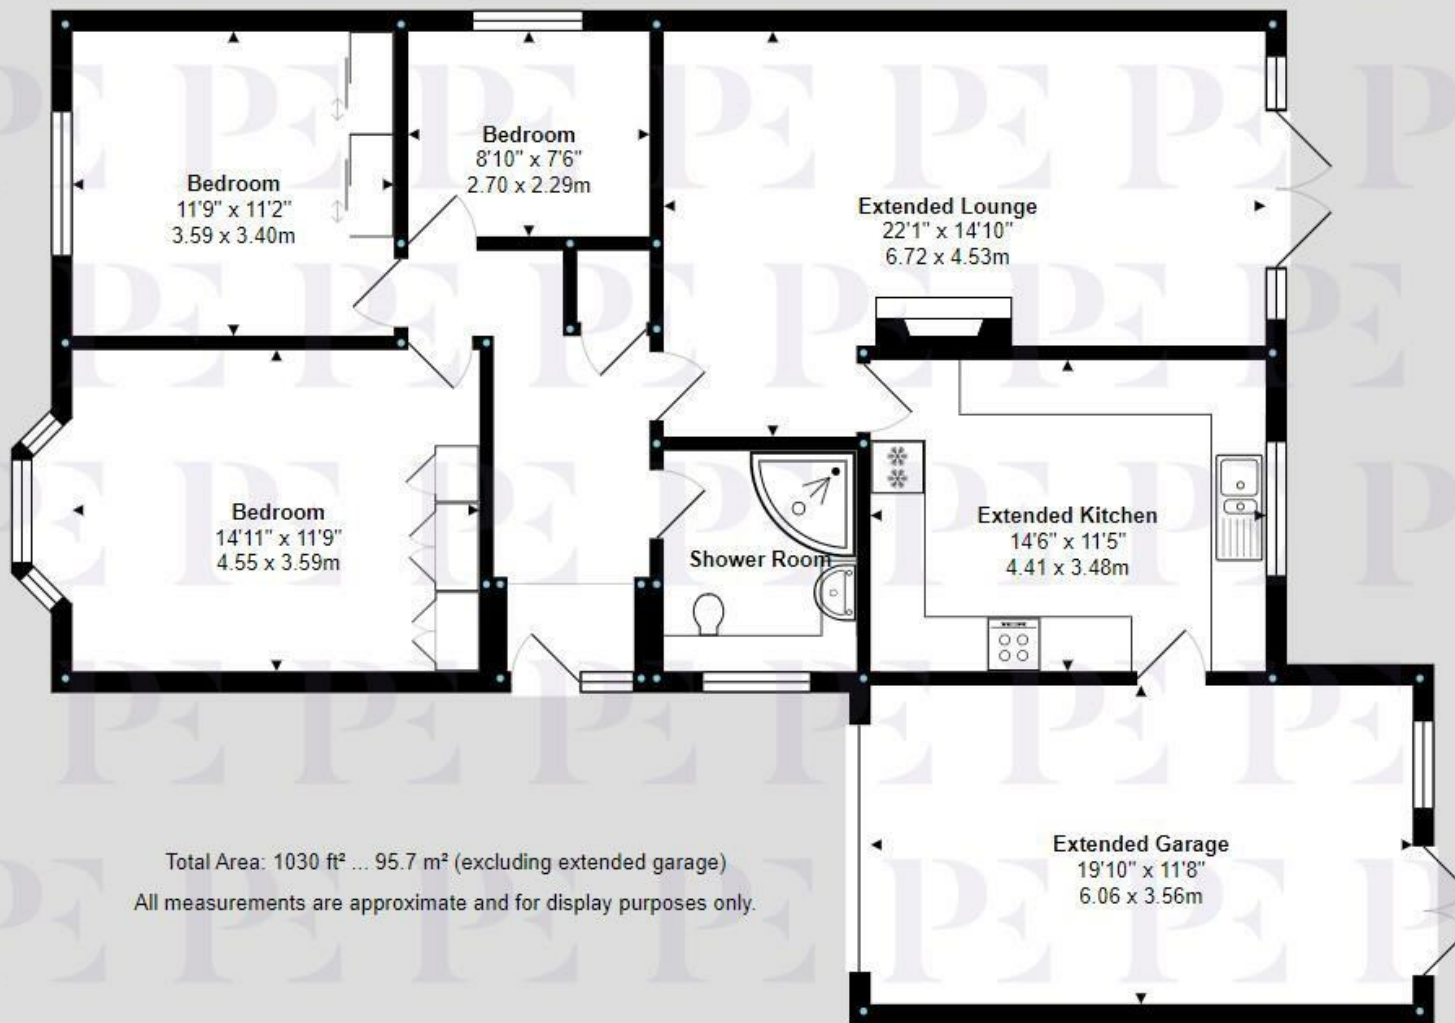 Bedroom
11'9" x 11'2"
3.59 x 3.40m
Bedroom
8'10" x 7'6"
2.70 x 2.29m
Extended Lounge
22'1" x 14'10"
6.72 x 4.53m
Bedroom
14'11" x 11'9"
4.55 x 3.59m
Shower Room
Extended Kitchen
14'6" x 11'5"
4.41 x 3.48m
Extended Garage
19'10" x 11'8"
6.06 x 3.56m
Total Area: 1030 ft² ... 95.7 m² (excluding extended garage)
All measurements are approximate and for display purposes only.